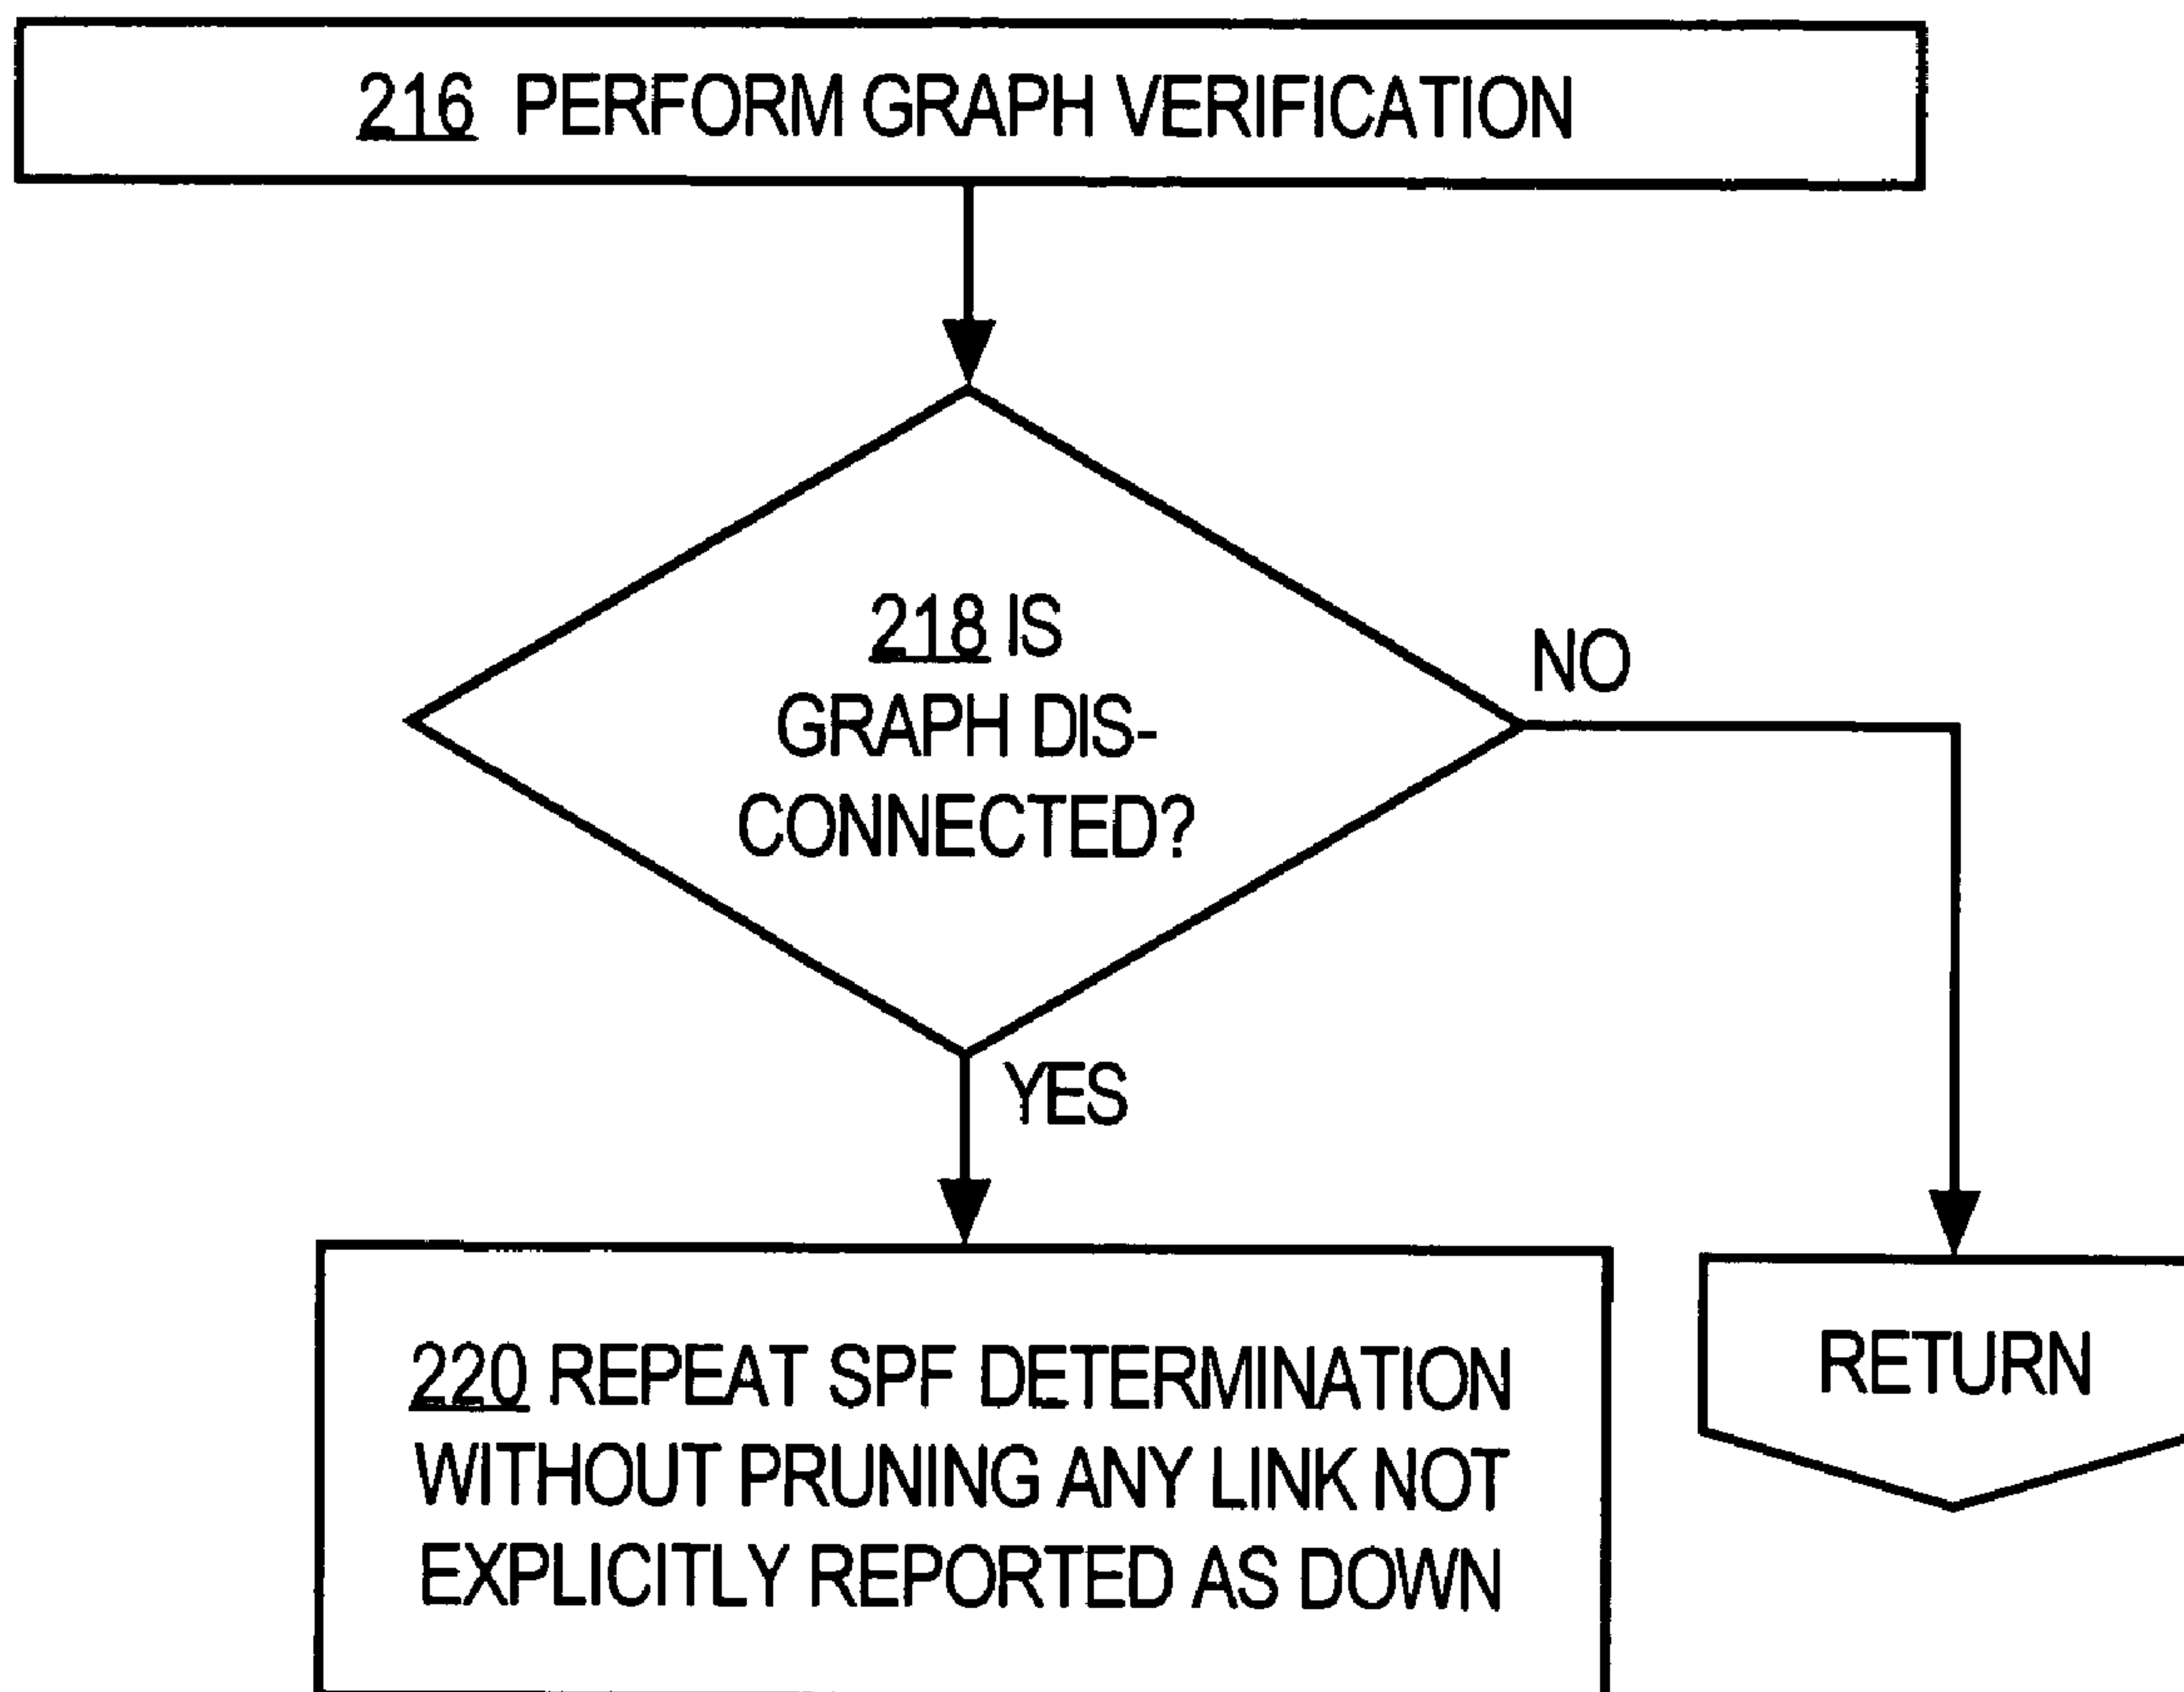 216 PERFORM GRAPH VERIFICATION
218 IS
GRAPH DIS-
CONNECTED?
NO
YES
220 REPEAT SPF DETERMINATION
WITHOUT PRUNING ANY LINK NOT
EXPLICITLY REPORTED AS DOWN
RETURN